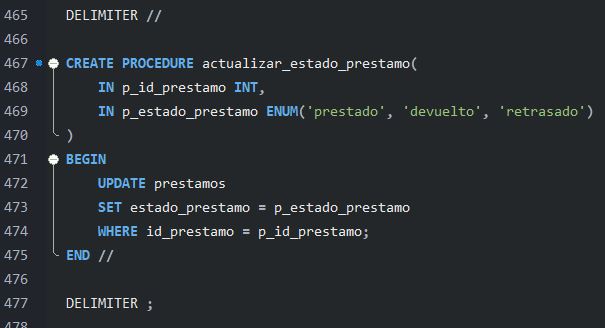 465 DELIMITER //
466
467 CREATE PROCEDURE actualizar_estado_prestamo(
468     IN p_id_prestamo INT,
469     IN p_estado_prestamo ENUM('prestado', 'devuelto', 'retrasado')
470 )
471 BEGIN
472     UPDATE prestamos
473     SET estado_prestamo = p_estado_prestamo
474     WHERE id_prestamo = p_id_prestamo;
475 END //
476
477 DELIMITER ;
478